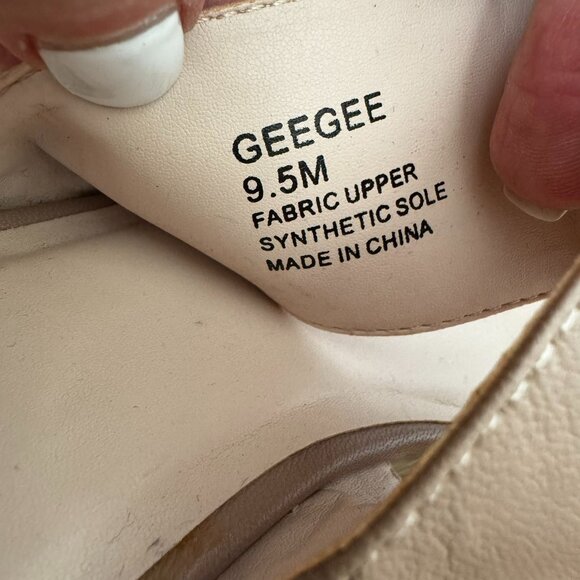 GEEGEE
9.5M
FABRIC UPPER
SYNTHETIC SOLE
MADE IN CHINA